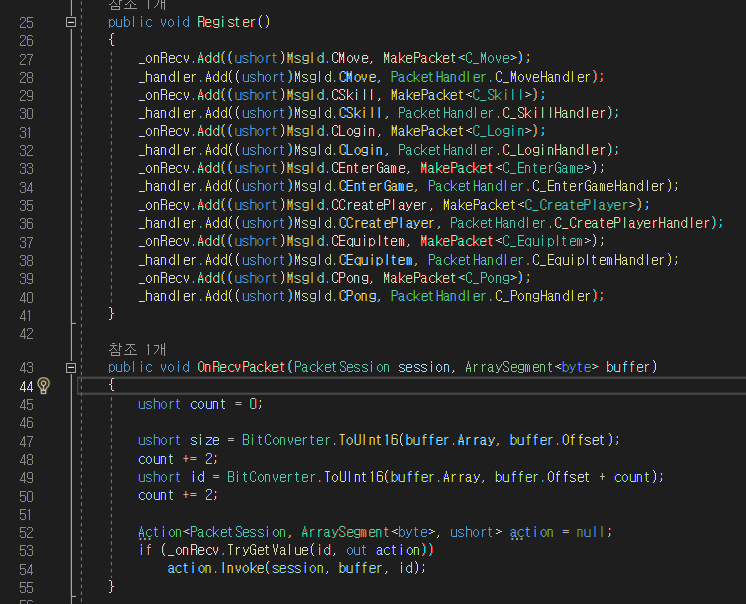 참조 1개
25 public void Register()
26 {
27 _onRecv.Add((ushort)MsgId.CMove, MakePacket<C_Move>);
28 _handler.Add((ushort)MsgId.CMove, PacketHandler.C_MoveHandler);
29 _onRecv.Add((ushort)MsgId.CSkill, MakePacket<C_Skill>);
30 _handler.Add((ushort)MsgId.CSkill, PacketHandler.C_SkillHandler);
31 _onRecv.Add((ushort)MsgId.CLogin, MakePacket<C_Login>);
32 _handler.Add((ushort)MsgId.CLogin, PacketHandler.C_LoginHandler);
33 _onRecv.Add((ushort)MsgId.CEnterGame, MakePacket<C_EnterGame>);
34 _handler.Add((ushort)MsgId.CEnterGame, PacketHandler.C_EnterGameHandler);
35 _onRecv.Add((ushort)MsgId.CCreatePlayer, MakePacket<C_CreatePlayer>);
36 _handler.Add((ushort)MsgId.CCreatePlayer, PacketHandler.C_CreatePlayerHandler);
37 _onRecv.Add((ushort)MsgId.CEquipItem, MakePacket<C_EquipItem>);
38 _handler.Add((ushort)MsgId.CEquipItem, PacketHandler.C_EquipItemHandler);
39 _onRecv.Add((ushort)MsgId.CPong, MakePacket<C_Pong>);
40 _handler.Add((ushort)MsgId.CPong, PacketHandler.C_PongHandler);
41 }
42
참조 1개
43 public void OnRecvPacket(PacketSession session, ArraySegment<byte> buffer)
44 {
45 ushort count = 0;
46
47 ushort size = BitConverter.ToUInt16(buffer.Array, buffer.Offset);
48 count += 2;
49 ushort id = BitConverter.ToUInt16(buffer.Array, buffer.Offset + count);
50 count += 2;
51
52 Action<PacketSession, ArraySegment<byte>, ushort> action = null;
53 if (_onRecv.TryGetValue(id, out action))
54 action.Invoke(session, buffer, id);
55 }